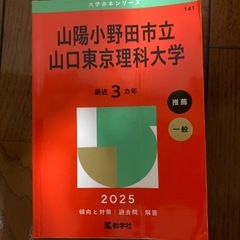 大学赤本シリーズ
141
山陽小野田市立
山口東京理科大学
最近3カ年
推薦
一般
2025
傾向と対策｜過去問｜解答
教学社